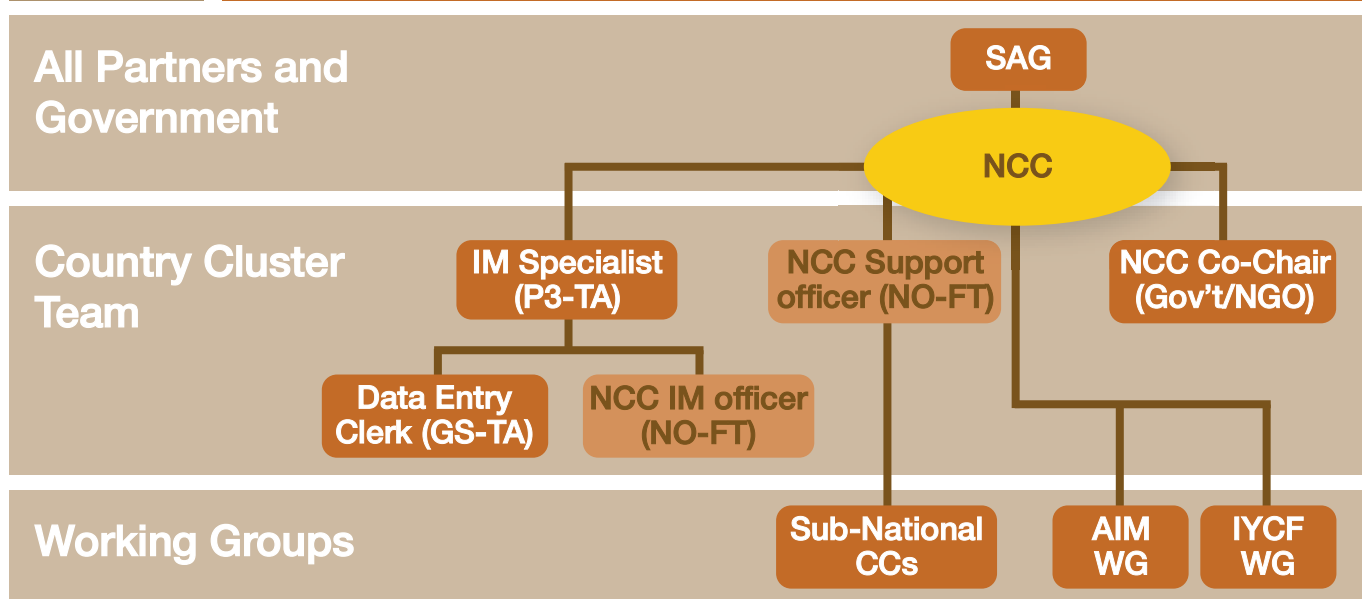 All Partners and
Government
SAG
NCC
Country Cluster
Team
IM Specialist
(P3-TA)
NCC Support
officer (NO-FT)
NCC Co-Chair
(Gov't/NGO)
Data Entry
Clerk (GS-TA)
NCC IM officer
(NO-FT)
Working Groups
Sub-National
CCs
AIM
WG
IYCF
WG